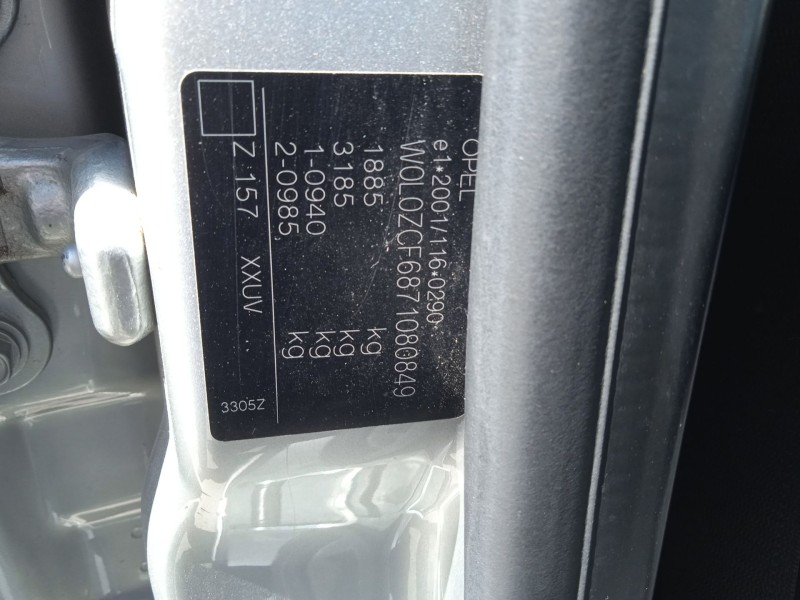 OPEL
e1*2001/116*0290
W0L0ZCF6871080849
1885 kg
3185 kg
1-0940 kg
2-0985 kg
Z 157 XXUV
3305Z